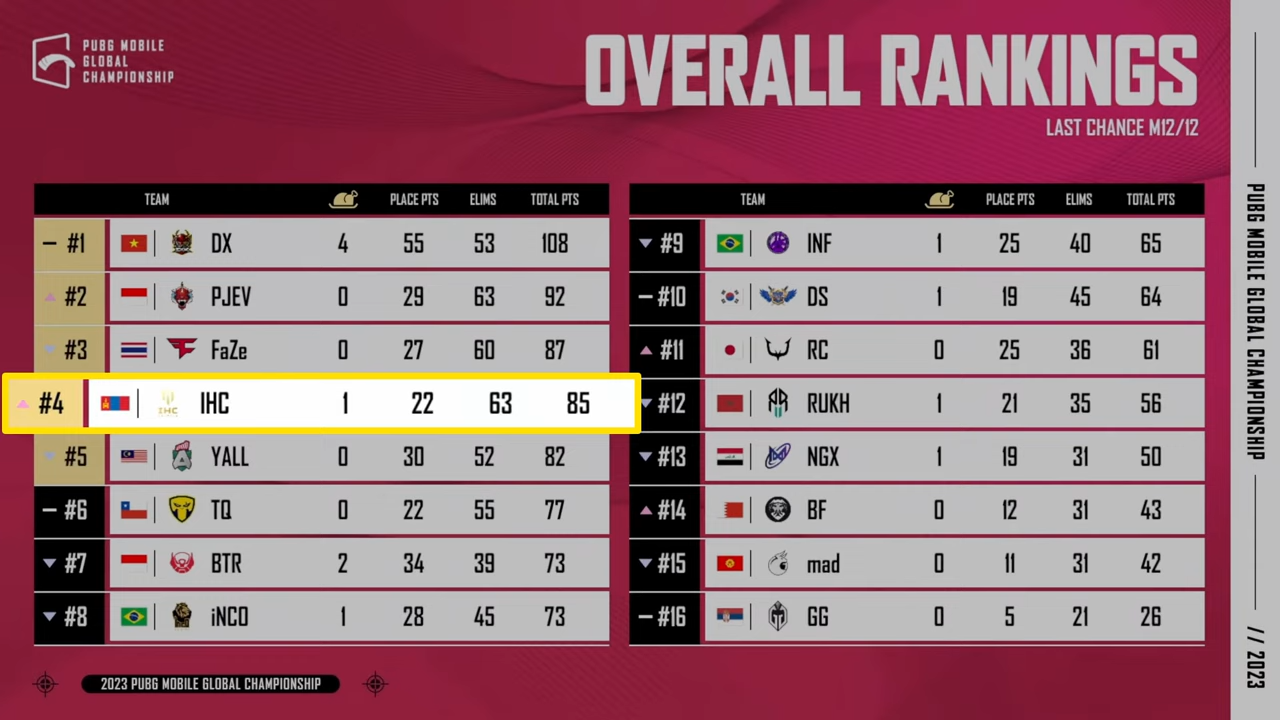 PUBG MOBILE
GLOBAL
CHAMPIONSHIP
OVERALL RANKINGS
LAST CHANCE M12/12
TEAM PLACE PTS ELIMS TOTAL PTS
#1 DX 4 55 53 108
#2 PJEV 0 29 63 92
#3 FaZe 0 27 60 87
#4 IHC IHC 1 22 63 85
#5 YALL 0 30 52 82
#6 TQ 0 22 55 77
#7 BTR 2 34 39 73
#8 iNCO 1 28 45 73
TEAM PLACE PTS ELIMS TOTAL PTS
#9 INF 1 25 40 65
#10 DS 1 19 45 64
#11 RC 0 25 36 61
#12 RUKH 1 21 35 56
#13 NGX 1 19 31 50
#14 BF 0 12 31 43
#15 mad 0 11 31 42
#16 GG 0 5 21 26
2023 PUBG MOBILE GLOBAL CHAMPIONSHIP
PUBG MOBILE GLOBAL CHAMPIONSHIP
// 2023